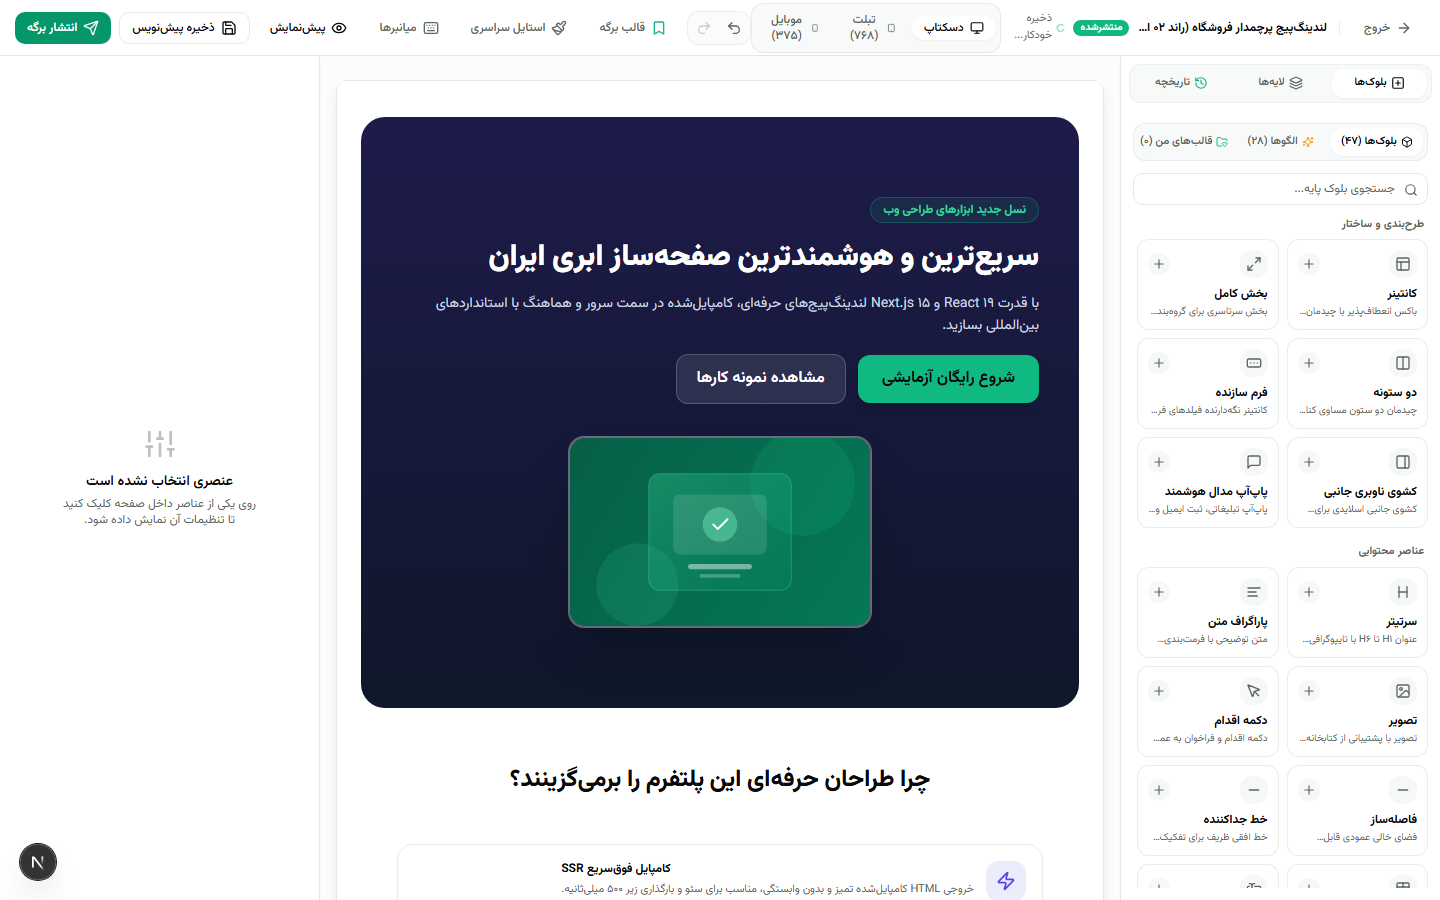 خروج
لندینگ‌پیج پرچمدار فروشگاه (راند ۰۲ ا...
منتشرشده
ذخیره
خودکار...
دسکتاپ
تبلت
(۷۶۸)
موبایل
(۳۷۵)
قالب برگه
استایل سراسری
میانبرها
پیش‌نمایش
ذخیره پیش‌نویس
انتشار برگه
بلوک‌ها
لایه‌ها
تاریخچه
بلوک‌ها (۴۷)
الگوها (۲۸)
قالب‌های من (۰)
جستجوی بلوک پایه...
طرح‌بندی و ساختار
کانتینر
باکس انعطاف‌پذیر با چیدمان...
بخش کامل
بخش سرتاسری برای گروه‌بند...
دو ستونه
چیدمان دو ستون مساوی کنا...
فرم سازنده
کانتینر نگه‌دارنده فیلدهای فر...
کشوی ناوبری جانبی
کشوی جانبی اسلایدی برای...
پاپ‌آپ مدال هوشمند
پاپ‌آپ تبلیغاتی، ثبت ایمیل و...
عناصر محتوایی
سرتیتر
عنوان H۱ تا H۶ با تایپوگرافی...
پاراگراف متن
متن توضیحی با فرمت‌بندی...
تصویر
تصویر با پشتیبانی از کتابخانه...
دکمه اقدام
دکمه اقدام و فراخوان به عم...
فاصله‌ساز
فضای خالی عمودی قابل...
خط جداکننده
خط افقی ظریف برای تفکیک...
نسل جدید ابزارهای طراحی وب
سریع‌ترین و هوشمندترین صفحه‌ساز ابری ایران
با قدرت React ۱۹ و Next.js ۱۵ لندینگ‌پیج‌های حرفه‌ای، کامپایل‌شده در سمت سرور و هماهنگ با استانداردهای
بین‌المللی بسازید.
شروع رایگان آزمایشی
مشاهده نمونه کارها
چرا طراحان حرفه‌ای این پلتفرم را برمی‌گزینند؟
کامپایل فوق‌سریع SSR
خروجی HTML کامپایل‌شده تمیز و بدون وابستگی، مناسب برای سئو و بارگذاری زیر ۵۰۰ میلی‌ثانیه.
عنصری انتخاب نشده است
روی یکی از عناصر داخل صفحه کلیک کنید
تا تنظیمات آن نمایش داده شود.
N